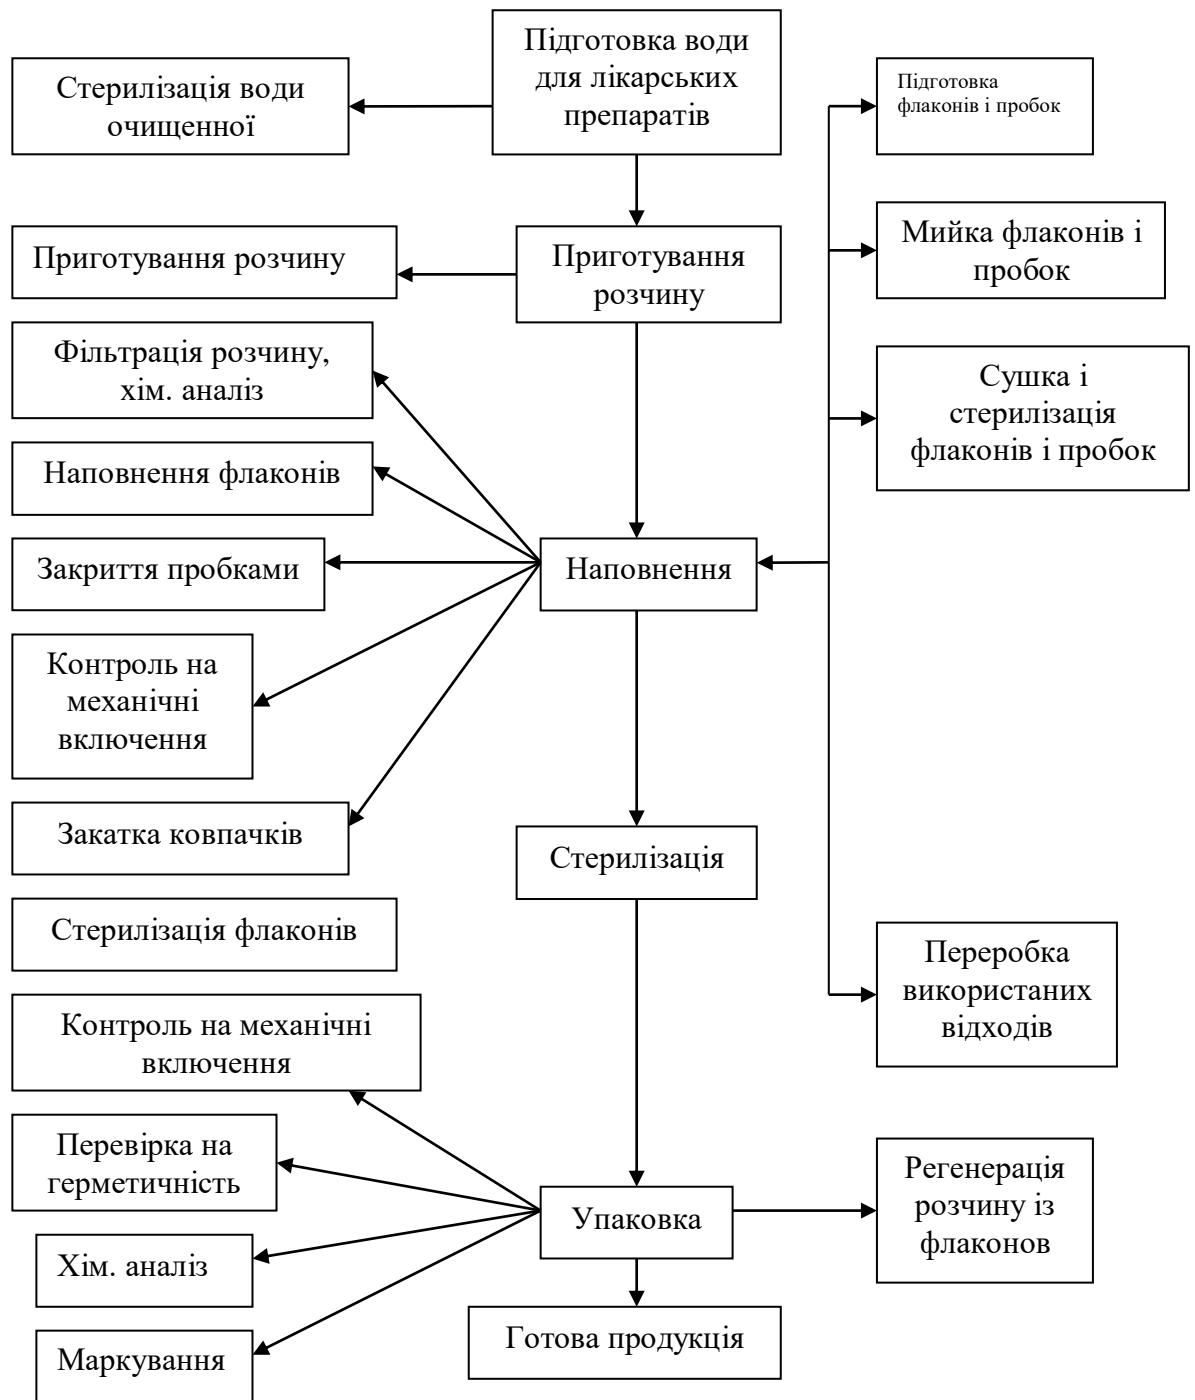 Підготовка води
для лікарських
препаратів
Стерилізація води
очищенної
Підготовка
флаконів і пробок
Мийка флаконів і
пробок
Приготування розчину
Приготування
розчину
Фільтрація розчину,
хім. аналіз
Сушка і
стерилізація
флаконів і пробок
Наповнення флаконів
Закриття пробками
Наповнення
Контроль на
механічні
включення
Закатка ковпачків
Стерилізація
Стерилізація флаконів
Переробка
використаних
відходів
Контроль на механічні
включення
Перевірка на
герметичність
Упаковка
Регенерація
розчину із
флаконов
Хім. аналіз
Готова продукція
Маркування